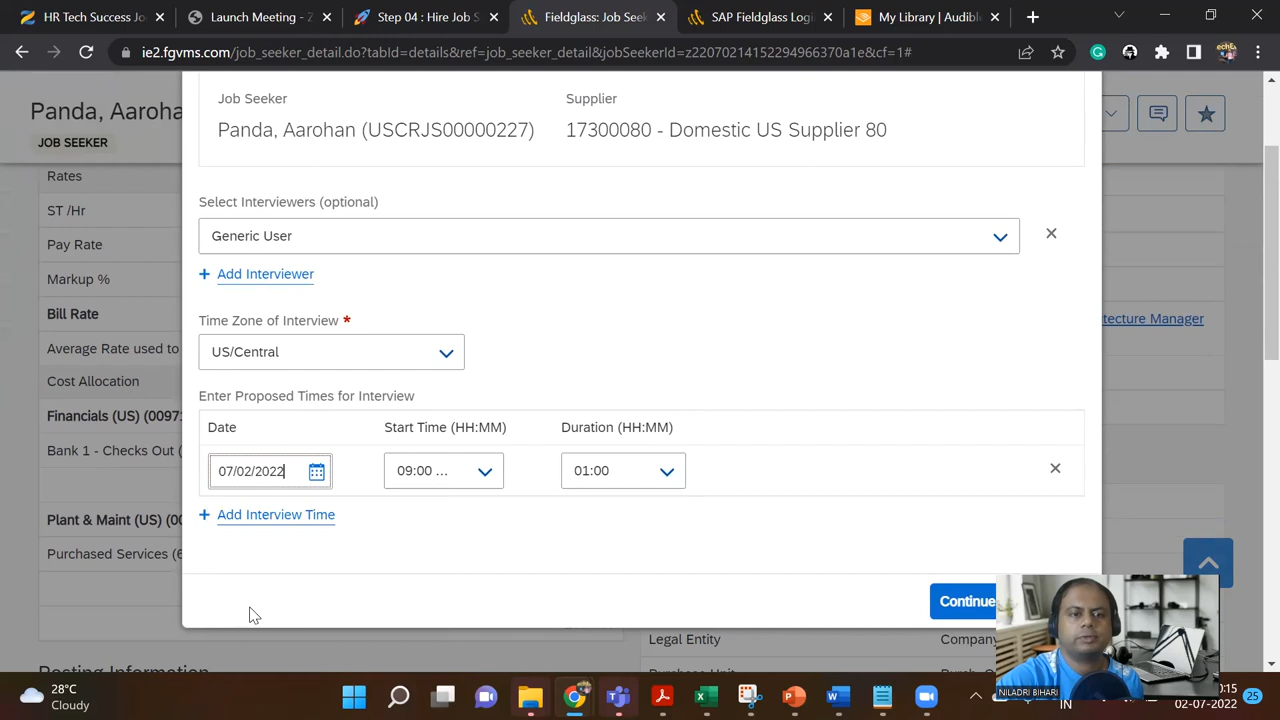 HR Tech Success Jo
Launch Meeting - Z
Step 04 : Hire Job S
Fieldglass: Job Seek
SAP Fieldglass Logi
My Library | Audibl
ie2.fgvms.com/job_seeker_detail.do?tabId=details&ref=job_seeker_detail&jobSeekerId=z22070214152294966370a1e&cf=1#
Panda, Aaroha
JOB SEEKER
Job Seeker
Supplier
Panda, Aarohan (USCRJS00000227)
17300080 - Domestic US Supplier 80
Rates
ST /Hr
Pay Rate
Markup %
Bill Rate
Average Rate used to
Cost Allocation
Financials (US) (0097
Bank 1 - Checks Out (
Plant & Maint (US) (00
Purchased Services (6
Select Interviewers (optional)
Generic User
+ Add Interviewer
Time Zone of Interview *
US/Central
tecture Manager
Enter Proposed Times for Interview
Date
Start Time (HH:MM)
Duration (HH:MM)
07/02/2022
09:00 ...
01:00
+ Add Interview Time
Continue
Legal Entity
Company
Purchase Unit
Posting Information
NILADRI BIHARI
28°C
Cloudy
IN
0:15
02-07-2022
25